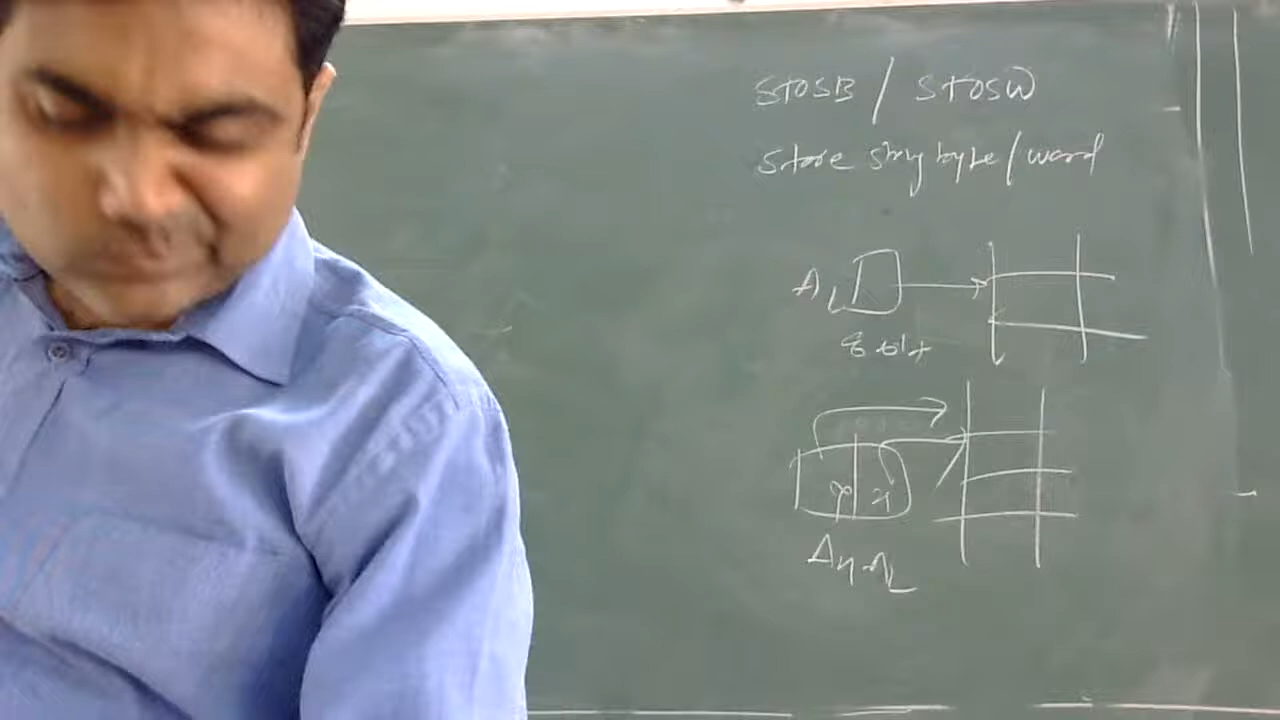 STOSB / STOSW
Store string byte / word
AL
8 bit
AH AL